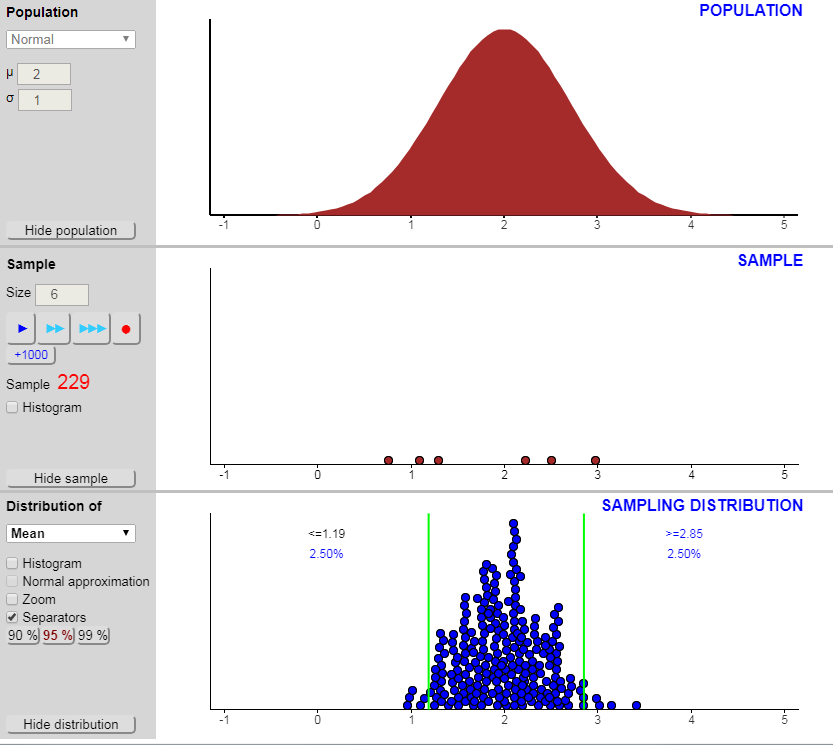 Population
POPULATION
Normal
μ 2
σ 1
Hide population
-1 0 1 2 3 4 5
Sample
SAMPLE
Size 6
+1000
Sample 229
Histogram
Hide sample
-1 0 1 2 3 4 5
Distribution of
SAMPLING DISTRIBUTION
Mean
<=1.19 >=2.85
2.50% 2.50%
Histogram
Normal approximation
Zoom
Separators
90 % 95 % 99 %
Hide distribution
-1 0 1 2 3 4 5